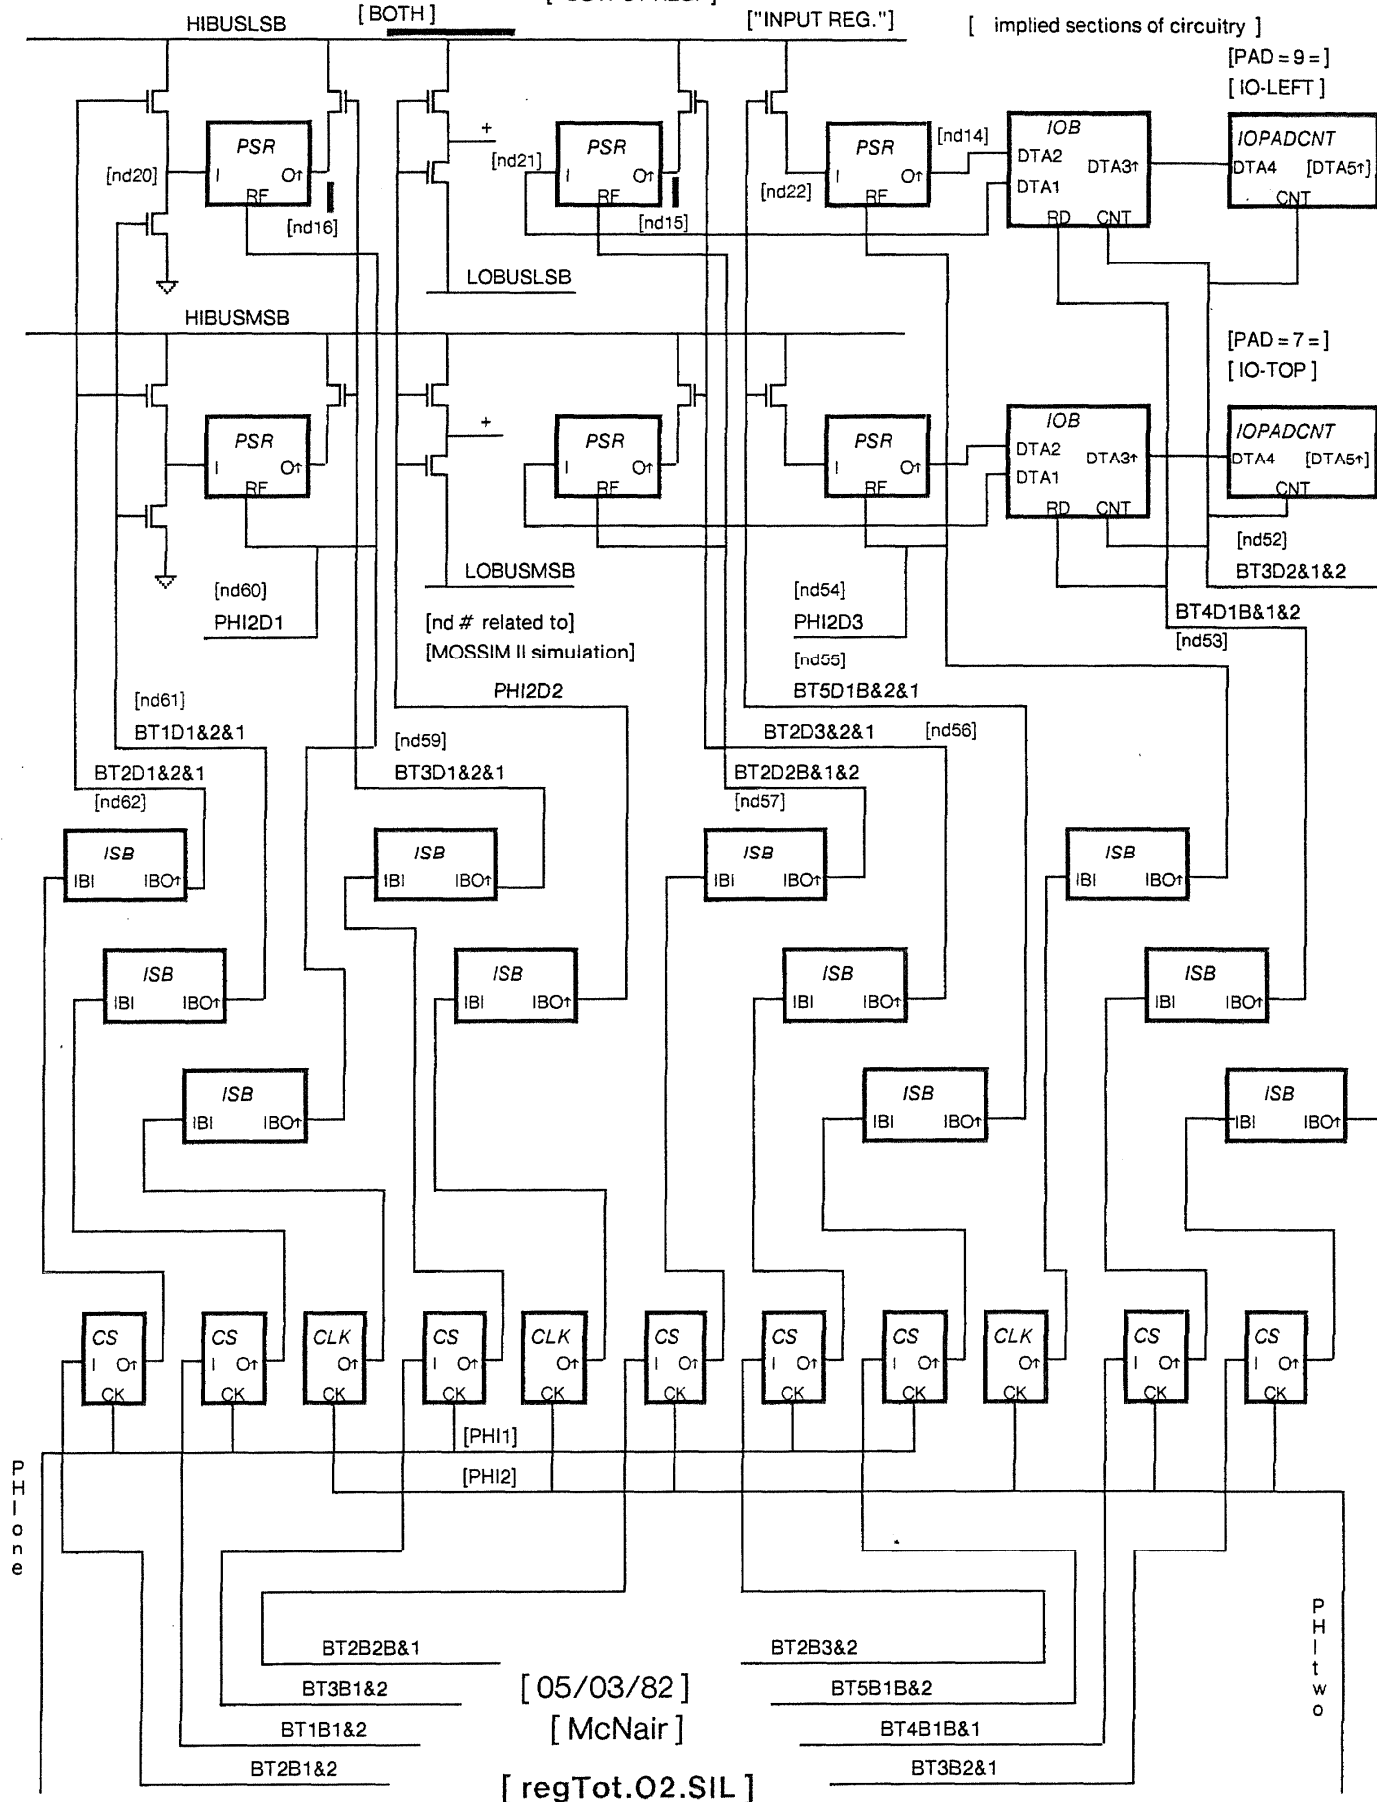 [ BOTH ]
HIBUSLSB
["INPUT REG."]
[ implied sections of circuitry ]
[PAD = 9 =]
[ IO-LEFT ]
PSR
I
O↑
RF
[nd20]
[nd16]
+
[nd21]
PSR
I
O↑
RF
[nd15]
[nd22]
PSR
I
O↑
RF
[nd14]
IOB
DTA2
DTA1
DTA3↑
RD
CNT
IOPADCNT
DTA4
[DTA5↑]
CNT
LOBUSLSB
HIBUSMSB
[PAD = 7 =]
[ IO-TOP ]
PSR
I
O↑
RF
+
PSR
I
O↑
RF
PSR
I
O↑
RF
IOB
DTA2
DTA1
DTA3↑
RD
CNT
IOPADCNT
DTA4
[DTA5↑]
CNT
[nd52]
BT3D2&1&2
LOBUSMSB
[nd60]
PHI2D1
[nd # related to]
[MOSSIM II simulation]
[nd54]
PHI2D3
BT4D1B&1&2
[nd53]
[nd55]
BT5D1B&2&1
PHI2D2
[nd61]
BT1D1&2&1
[nd59]
BT3D1&2&1
BT2D3&2&1
[nd56]
BT2D1&2&1
[nd62]
BT2D2B&1&2
[nd57]
ISB
IBI IBO↑
ISB
IBI IBO↑
ISB
IBI IBO↑
ISB
IBI IBO↑
ISB
IBI IBO↑
ISB
IBI IBO↑
ISB
IBI IBO↑
ISB
IBI IBO↑
ISB
IBI IBO↑
ISB
IBI IBO↑
ISB
IBI IBO↑
CS
I O↑
CK
CS
I O↑
CK
CLK
O↑
CK
CS
I O↑
CK
CLK
O↑
CK
CS
I O↑
CK
CS
I O↑
CK
CS
I O↑
CK
CLK
O↑
CK
CS
I O↑
CK
CS
I O↑
CK
[PHI1]
[PHI2]
PHIone
PHItwo
BT2B2B&1
BT2B3&2
BT3B1&2
[ 05/03/82 ]
BT5B1B&2
BT1B1&2
[ McNair ]
BT4B1B&1
BT2B1&2
BT3B2&1
[ regTot.O2.SIL ]